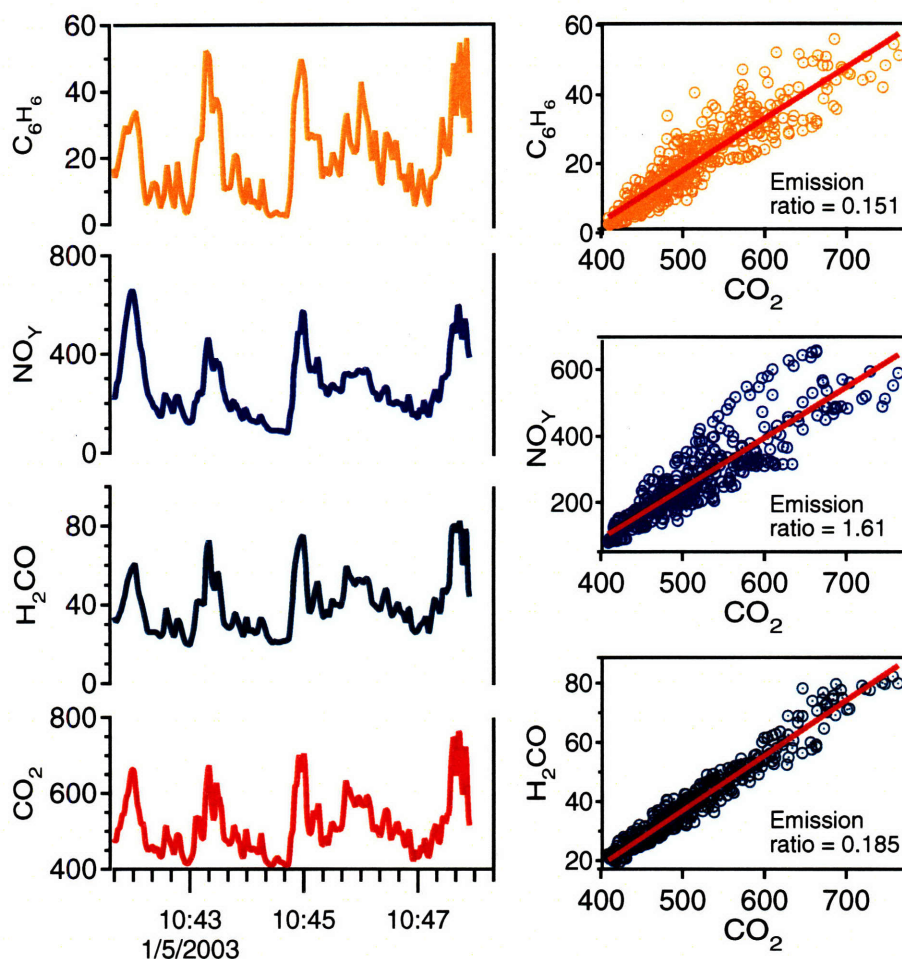 C₆H₆
60
40
20
0
NOY
800
400
0
H₂CO
80
40
0
CO₂
800
600
400
10:43
10:45
10:47
1/5/2003
C₆H₆
60
40
20
0
Emission
ratio = 0.151
400
500
600
700
CO₂
NOY
600
400
200
Emission
ratio = 1.61
400
500
600
700
CO₂
H₂CO
80
60
40
20
Emission
ratio = 0.185
400
500
600
700
CO₂